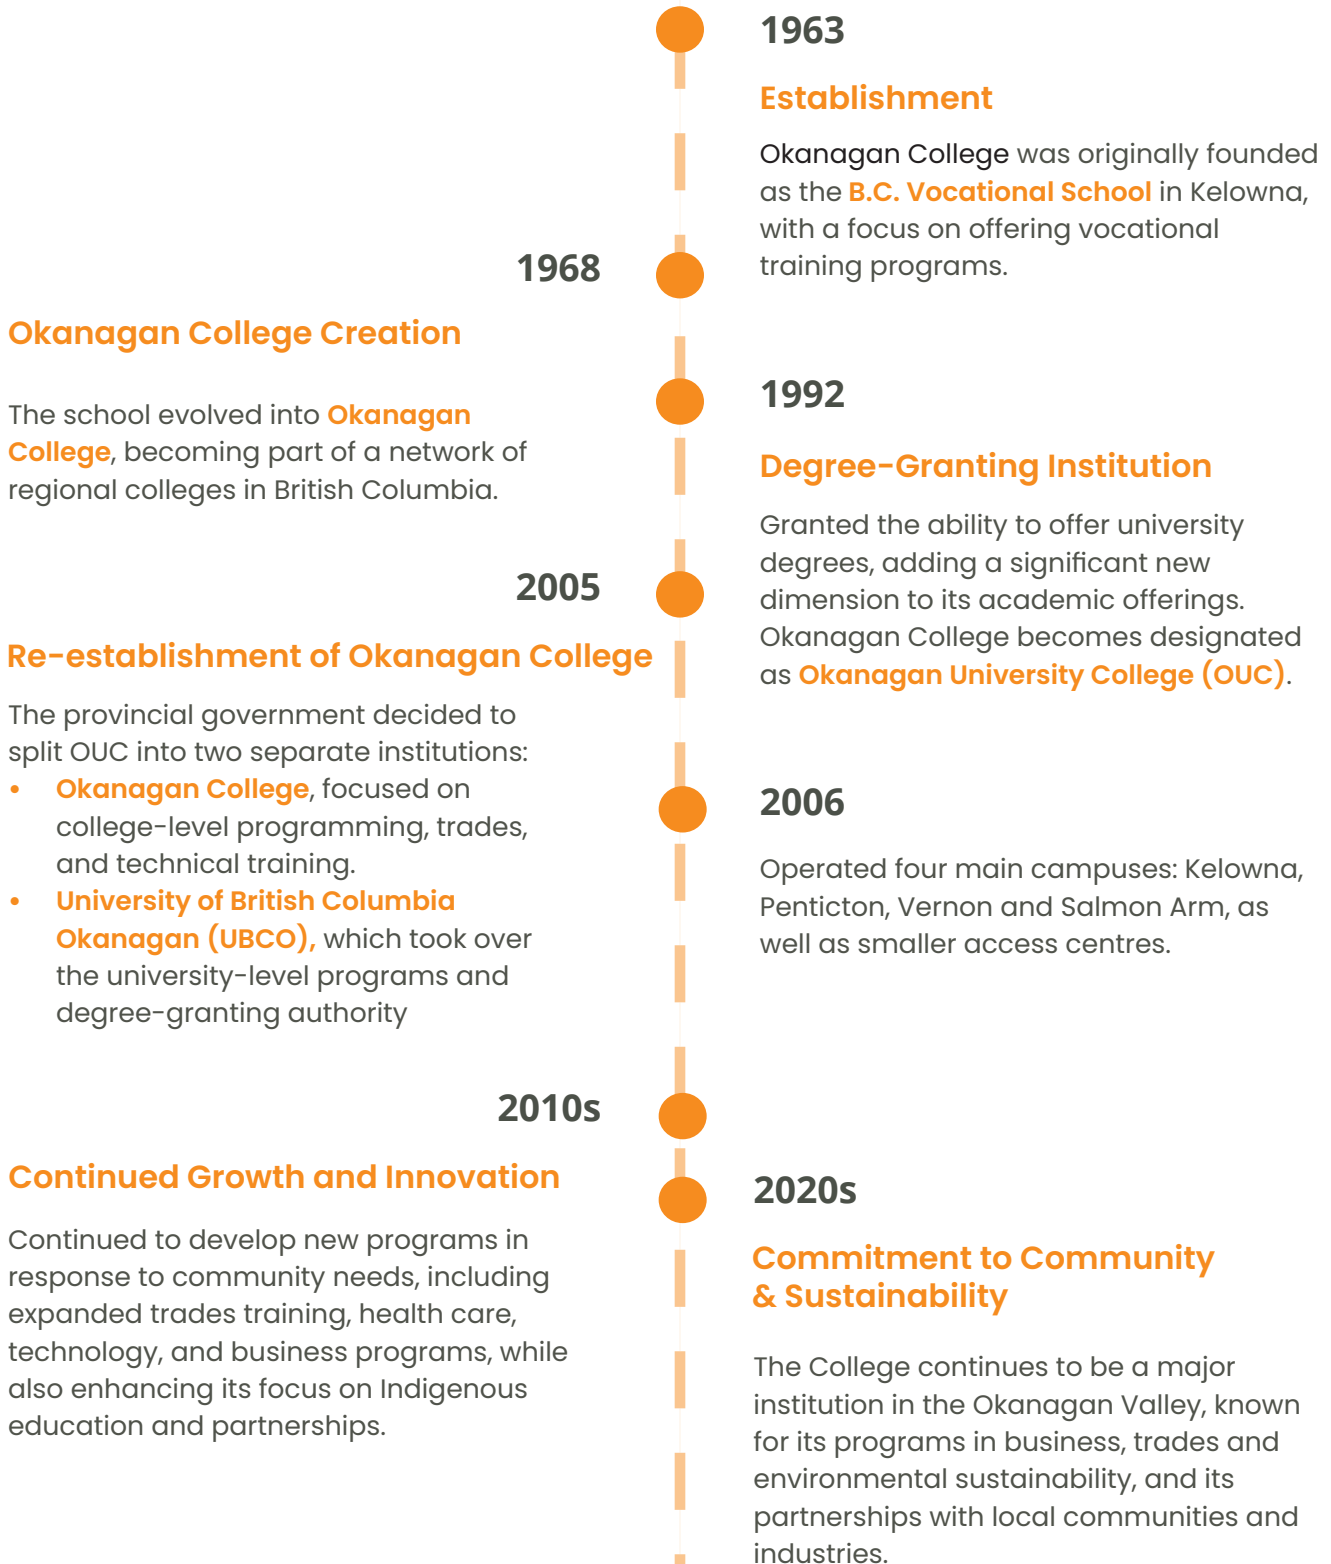 1963
Establishment
Okanagan College was originally founded
as the B.C. Vocational School in Kelowna,
with a focus on offering vocational
training programs.
1968
Okanagan College Creation
The school evolved into Okanagan
College, becoming part of a network of
regional colleges in British Columbia.
1992
Degree-Granting Institution
Granted the ability to offer university
degrees, adding a significant new
dimension to its academic offerings.
Okanagan College becomes designated
as Okanagan University College (OUC).
2005
Re-establishment of Okanagan College
The provincial government decided to
split OUC into two separate institutions:
• Okanagan College, focused on
college-level programming, trades,
and technical training.
• University of British Columbia
Okanagan (UBCO), which took over
the university-level programs and
degree-granting authority
2006
Operated four main campuses: Kelowna,
Penticton, Vernon and Salmon Arm, as
well as smaller access centres.
2010s
Continued Growth and Innovation
Continued to develop new programs in
response to community needs, including
expanded trades training, health care,
technology, and business programs, while
also enhancing its focus on Indigenous
education and partnerships.
2020s
Commitment to Community
& Sustainability
The College continues to be a major
institution in the Okanagan Valley, known
for its programs in business, trades and
environmental sustainability, and its
partnerships with local communities and
industries.